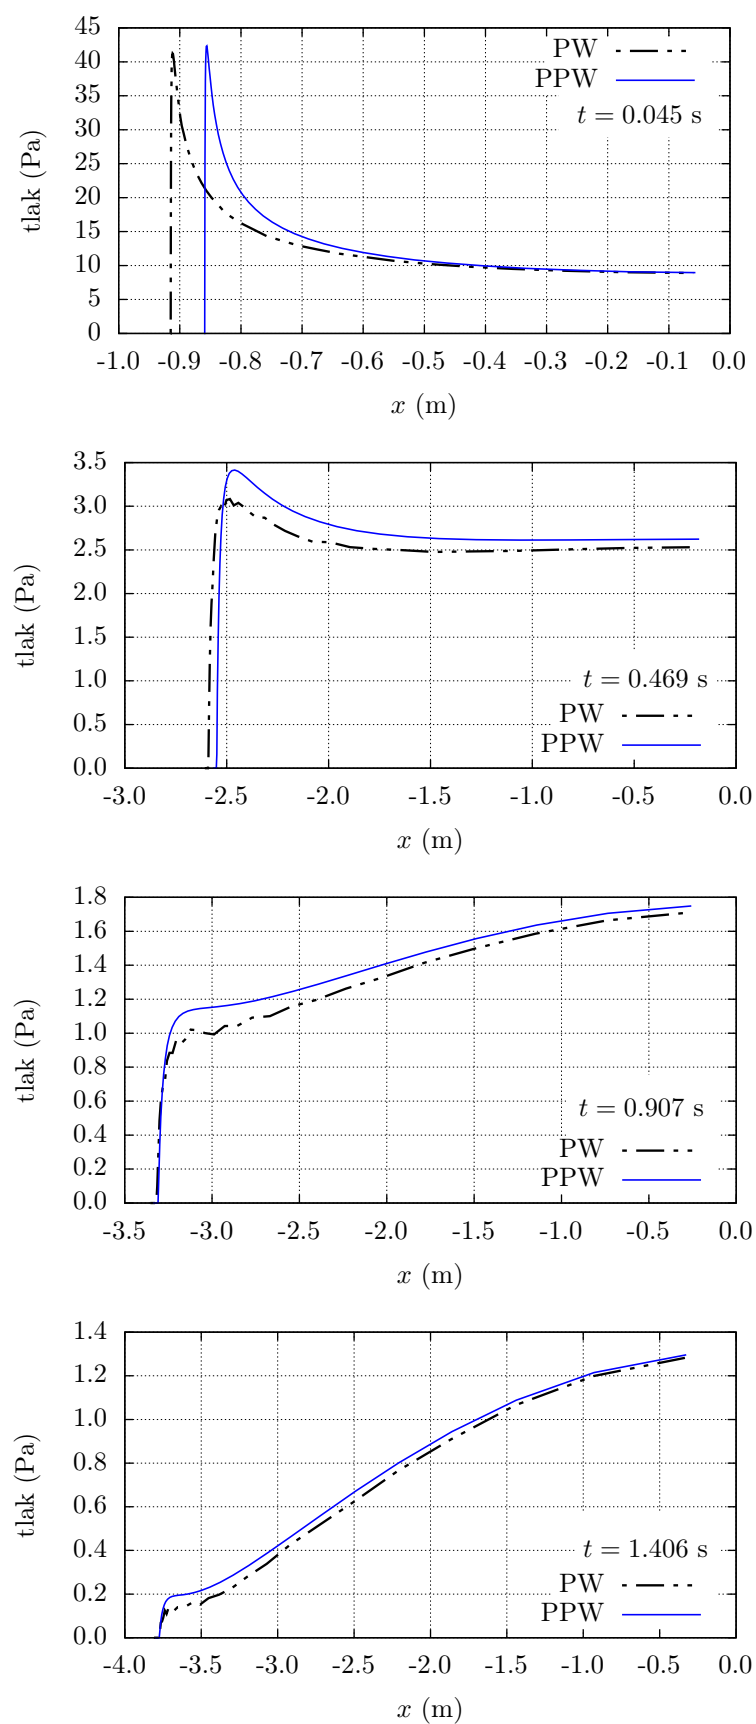 45
40
35
30
25
20
15
10
5
0
tlak (Pa)
PW
PPW
t = 0.045 s
-1.0 -0.9 -0.8 -0.7 -0.6 -0.5 -0.4 -0.3 -0.2 -0.1 0.0
x (m)
3.5
3.0
2.5
2.0
1.5
1.0
0.5
0.0
tlak (Pa)
t = 0.469 s
PW
PPW
-3.0 -2.5 -2.0 -1.5 -1.0 -0.5 0.0
x (m)
1.8
1.6
1.4
1.2
1.0
0.8
0.6
0.4
0.2
0.0
tlak (Pa)
t = 0.907 s
PW
PPW
-3.5 -3.0 -2.5 -2.0 -1.5 -1.0 -0.5 0.0
x (m)
1.4
1.2
1.0
0.8
0.6
0.4
0.2
0.0
tlak (Pa)
t = 1.406 s
PW
PPW
-4.0 -3.5 -3.0 -2.5 -2.0 -1.5 -1.0 -0.5 0.0
x (m)